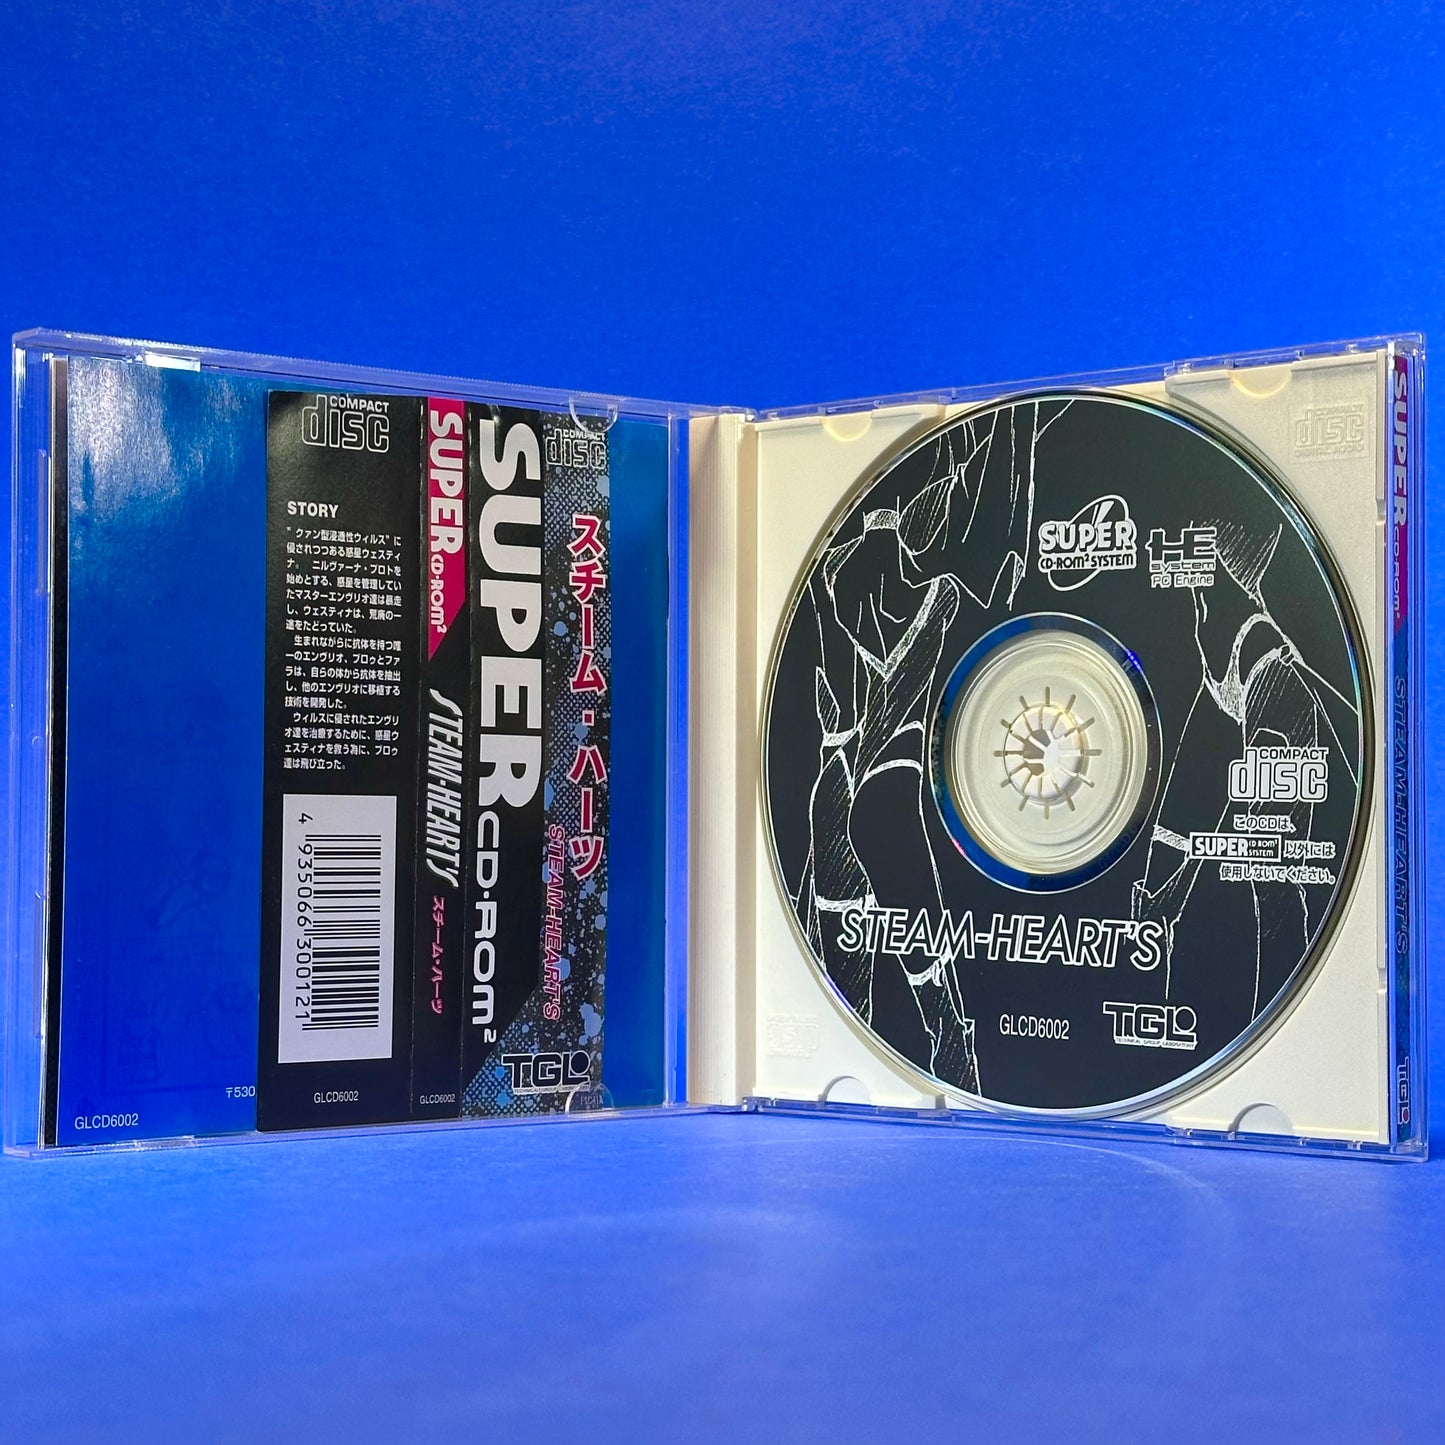 COMPACT
disc
STORY
" クァン型浸透性ウィルス" に
侵されつつある惑星ウェスティ
ナ。 ニルヴァーナ・プロトを
始めとする、惑星を管理してい
たマスターエンヴリオ達は暴走
し、ウェスティナは、荒廃の一
途をたどっていた。
生まれながらに抗体を持つ唯
一のエンヴリオ、ブロゥとファ
ラは、自らの体から抗体を抽出
し、他のエンヴリオに移植する
技術を開発した。
ウィルスに侵されたエンヴリ
オ達を治療するために、惑星ウ
ェスティナを救う為に、ブロゥ
達は飛び立った。
4 935066 300121
GLCD6002
SUPER CD-ROM²
STEAM-HEART'S
スチーム・ハーツ
GLCD6002
SUPER CD-ROM²
COMPACT
disc
スチーム・ハーツ
STEAM-HEART'S
TGL
TECHNICAL GROUP LABORATORY
〒530
GLCD6002
SUPER
CD-ROM² SYSTEM
HE
system
PC Engine
COMPACT
disc
このCDは、
SUPER CD ROM² SYSTEM 以外には
使用しないでください。
STEAM-HEART'S
GLCD6002
TGL
TECHNICAL GROUP LABORATORY
COMPACT
disc
DIGITAL AUDIO
SUPER CD-ROM²
STEAM-HEART'S
TGL